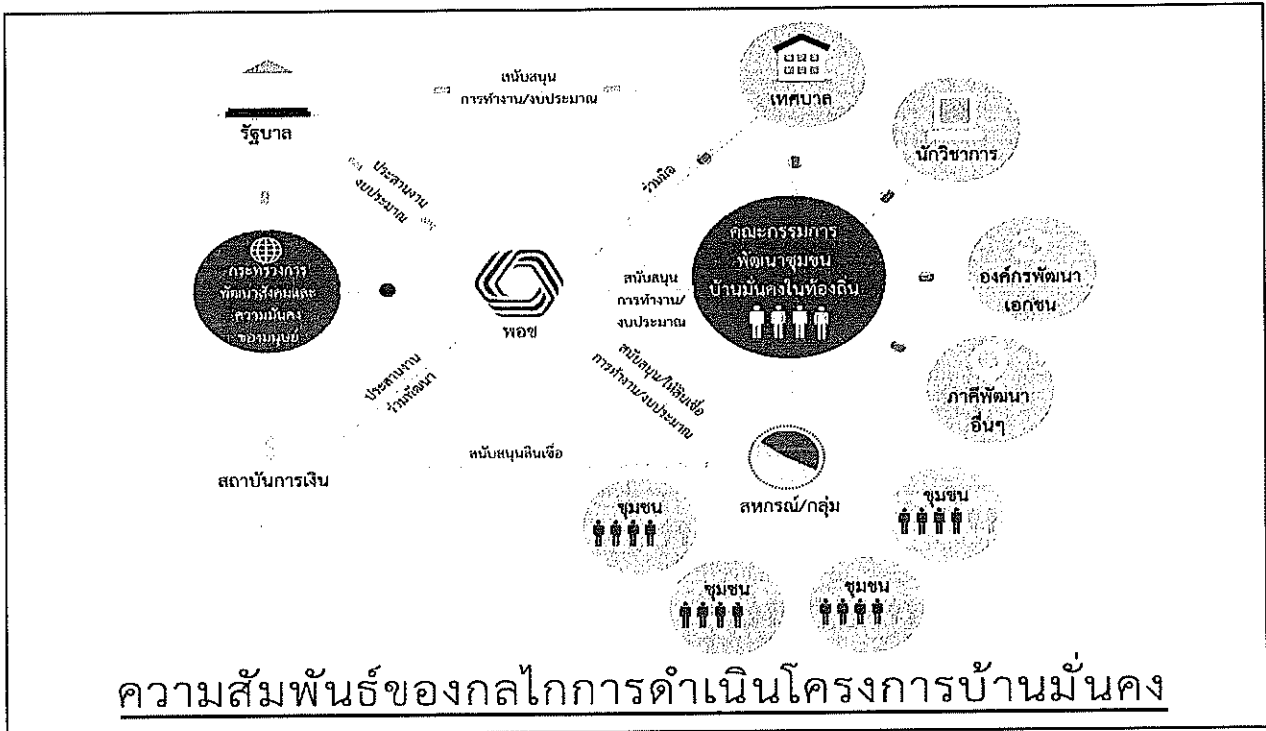 สนับสนุน
การทำงาน/งบประมาณ
เทศบาล
รัฐบาล
นักวิชาการ
ประสานงาน
งบประมาณ
ร่วมมือ
คณะกรรมการ
พัฒนาชุมชน
บ้านมั่นคงในท้องถิ่น
กระทรวงการ
พัฒนาสังคมและ
ความมั่นคง
ของมนุษย์
พอช
สนับสนุน
การทำงาน/
งบประมาณ
องค์กรพัฒนา
เอกชน
ประสานงาน
ร่วมพัฒนา
สนับสนุน/ให้สินเชื่อ
การทำงาน/งบประมาณ
ภาคีพัฒนา
อื่นๆ
สนับสนุนสินเชื่อ
สถาบันการเงิน
สหกรณ์/กลุ่ม
ชุมชน
ชุมชน
ชุมชน
ชุมชน
ความสัมพันธ์ของกลไกการดำเนินโครงการบ้านมั่นคง